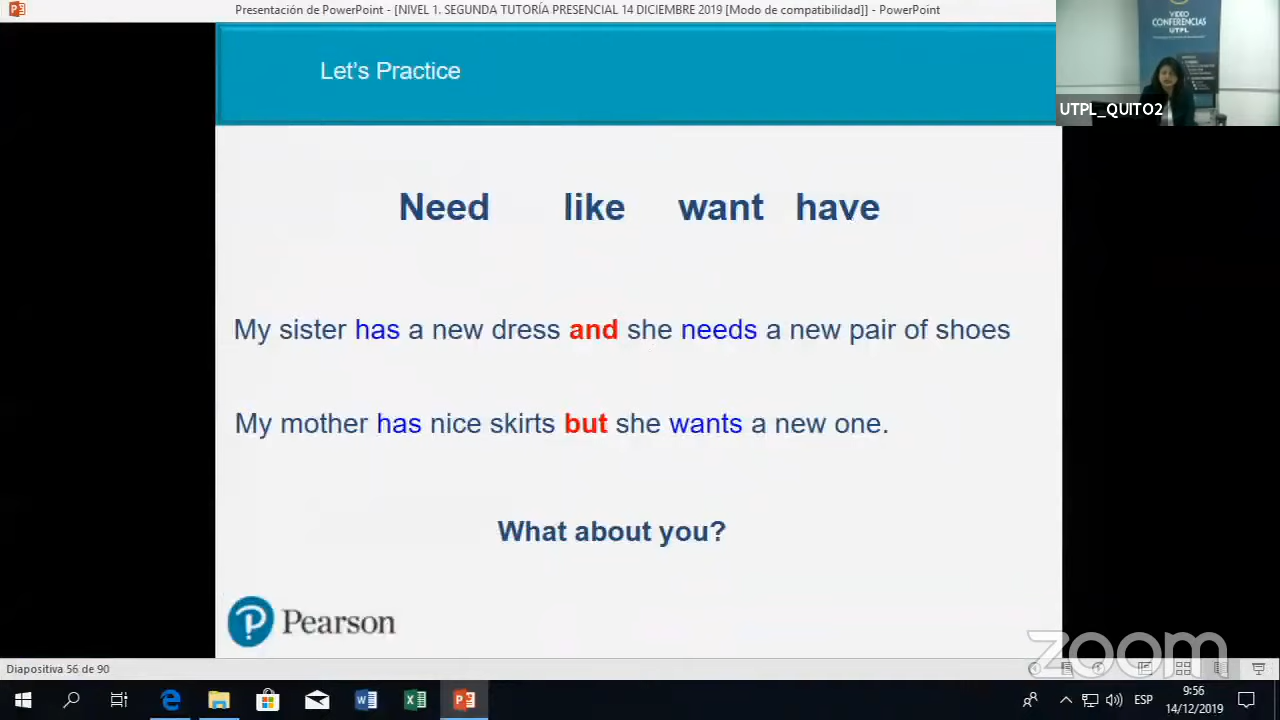 Presentación de PowerPoint - [NIVEL 1. SEGUNDA TUTORÍA PRESENCIAL 14 DICIEMBRE 2019 [Modo de compatibilidad]] - PowerPoint
VIDEO
CONFERENCIAS
UTPL
UTPL_QUITO2
Let's Practice
Need like want have
My sister has a new dress and she needs a new pair of shoes
My mother has nice skirts but she wants a new one.
What about you?
Pearson
zoom
Diapositiva 56 de 90
ESP
9:56
14/12/2019